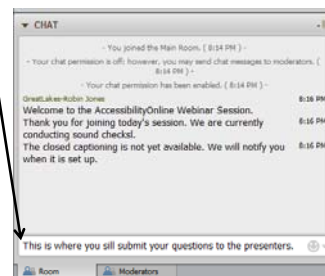 CHAT
- You joined the Main Room. ( 8:14 PM ) -
- Your chat permission is off; however, you may send chat messages to moderators. (
8:14 PM ) -
- Your chat permission has been enabled. ( 8:14 PM ) -
GreatLakes-Robin Jones
Welcome to the AccessibilityOnline Webinar Session. 8:16 PM
Thank you for joining today's session. We are currently 8:16 PM
conducting sound checksl.
The closed captioning is not yet available. We will notify you 8:16 PM
when it is set up.
This is where you sill submit your questions to the presenters.
Room Moderators